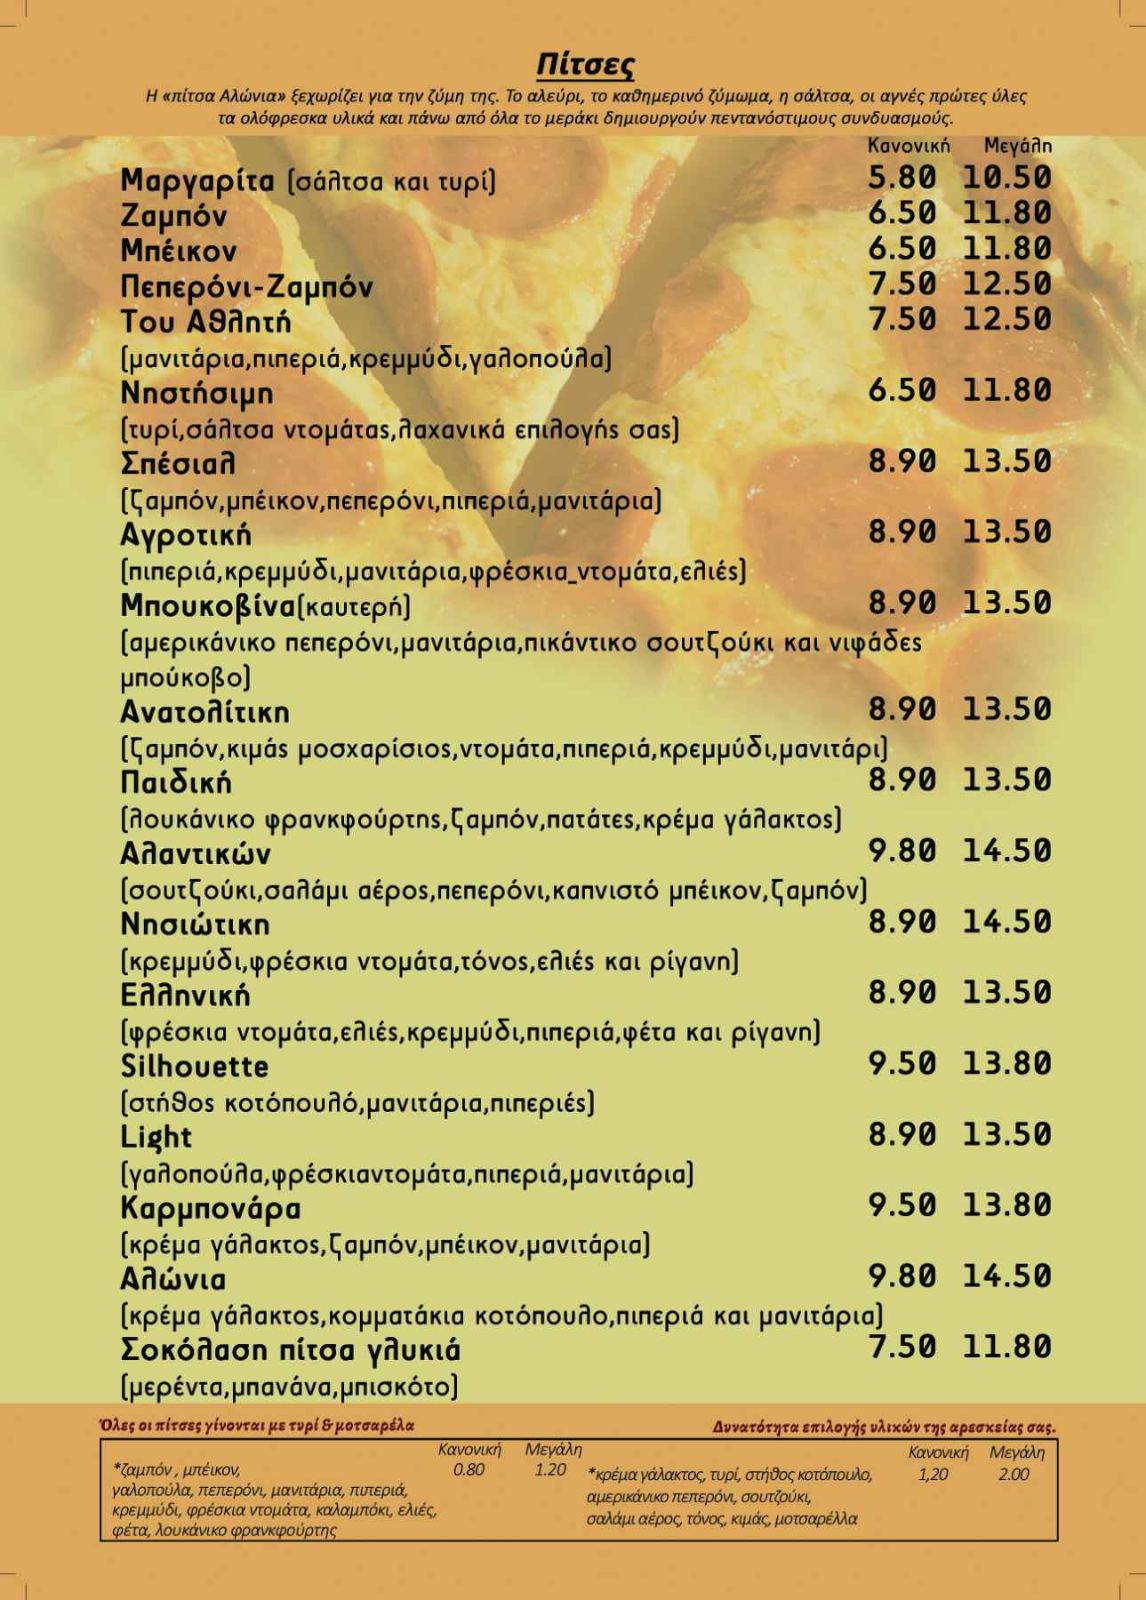 Πίτσες
Η «πίτσα Αλώνια» ξεχωρίζει για την ζύμη της. Το αλεύρι, το καθημερινό ζύμωμα, η σάλτσα, οι αγνές πρώτες ύλες
τα ολόφρεσκα υλικά και πάνω από όλα το μεράκι δημιουργούν πεντανόστιμους συνδυασμούς.
Κανονική Μεγάλη
Μαργαρίτα (σάλτσα και τυρί) 5.80 10.50
Ζαμπόν 6.50 11.80
Μπέικον 6.50 11.80
Πεπερόνι-Ζαμπόν 7.50 12.50
Του Αθλητή 7.50 12.50
(μανιτάρια,πιπεριά,κρεμμύδι,γαλοπούλα)
Νηστήσιμη 6.50 11.80
(τυρί,σάλτσα ντομάτας,λαχανικά επιλογής σας)
Σπέσιαλ 8.90 13.50
(ζαμπόν,μπέικον,πεπερόνι,πιπεριά,μανιτάρια)
Αγροτική 8.90 13.50
(πιπεριά,κρεμμύδι,μανιτάρια,φρέσκια_ντομάτα,ελιές)
Μπουκοβίνα(καυτερή) 8.90 13.50
(αμερικάνικο πεπερόνι,μανιτάρια,πικάντικο σουτζούκι και νιφάδες
μπούκοβο)
Ανατολίτικη 8.90 13.50
(ζαμπόν,κιμάς μοσχαρίσιος,ντομάτα,πιπεριά,κρεμμύδι,μανιτάρι)
Παιδική 8.90 13.50
(λουκάνικο φρανκφούρτης,ζαμπόν,πατάτες,κρέμα γάλακτος)
Αλαντικών 9.80 14.50
(σουτζούκι,σαλάμι αέρος,πεπερόνι,καπνιστό μπέικον,ζαμπόν)
Νησιώτικη 8.90 14.50
(κρεμμύδι,φρέσκια ντομάτα,τόνος,ελιές και ρίγανη)
Ελληνική 8.90 13.50
(φρέσκια ντομάτα,ελιές,κρεμμύδι,πιπεριά,φέτα και ρίγανη)
Silhouette 9.50 13.80
(στήθος κοτόπουλό,μανιτάρια,πιπεριές)
Light 8.90 13.50
(γαλοπούλα,φρέσκιαντομάτα,πιπεριά,μανιτάρια)
Καρμπονάρα 9.50 13.80
(κρέμα γάλακτος,ζαμπόν,μπέικον,μανιτάρια)
Αλώνια 9.80 14.50
(κρέμα γάλακτος,κομματάκια κοτόπουλο,πιπεριά και μανιτάρια)
Σοκόλαση πίτσα γλυκιά 7.50 11.80
(μερέντα,μπανάνα,μπισκότο)
Όλες οι πίτσες γίνονται με τυρί & μοτσαρέλα
Δυνατότητα επιλογής υλικών της αρεσκείας σας.
Κανονική Μεγάλη
*ζαμπόν , μπέικον, 0.80 1.20
γαλοπούλα, πεπερόνι, μανιτάρια, πιπεριά,
κρεμμύδι, φρέσκια ντομάτα, καλαμπόκι, ελιές,
φέτα, λουκάνικο φρανκφούρτης
Κανονική Μεγάλη
*κρέμα γάλακτος, τυρί, στήθος κοτόπουλο, 1,20 2.00
αμερικάνικο πεπερόνι, σουτζούκι,
σαλάμι αέρος, τόνος, κιμάς, μοτσαρέλλα